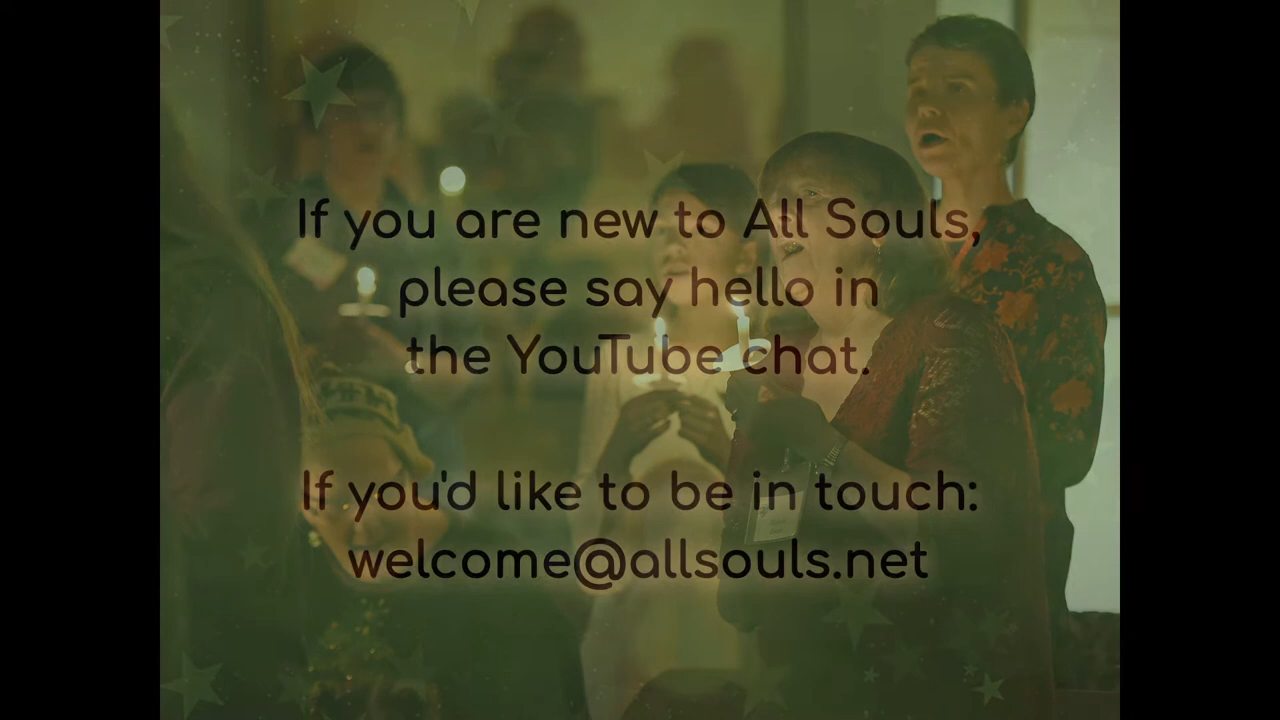 If you are new to All Souls,
please say hello in
the YouTube chat.
If you'd like to be in touch:
welcome@allsouls.net